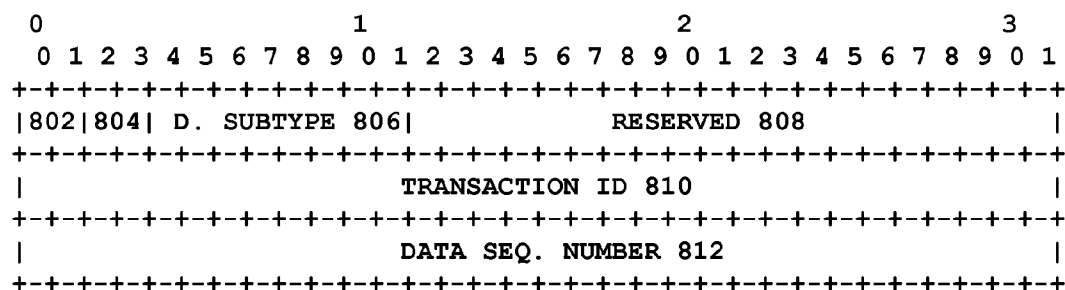 0 1 2 3
0 1 2 3 4 5 6 7 8 9 0 1 2 3 4 5 6 7 8 9 0 1 2 3 4 5 6 7 8 9 0 1
+-+-+-+-+-+-+-+-+-+-+-+-+-+-+-+-+-+-+-+-+-+-+-+-+-+-+-+-+-+-+-+-+
|802|804| D. SUBTYPE 806| RESERVED 808 |
+-+-+-+-+-+-+-+-+-+-+-+-+-+-+-+-+-+-+-+-+-+-+-+-+-+-+-+-+-+-+-+-+
| TRANSACTION ID 810 |
+-+-+-+-+-+-+-+-+-+-+-+-+-+-+-+-+-+-+-+-+-+-+-+-+-+-+-+-+-+-+-+-+
| DATA SEQ. NUMBER 812 |
+-+-+-+-+-+-+-+-+-+-+-+-+-+-+-+-+-+-+-+-+-+-+-+-+-+-+-+-+-+-+-+-+